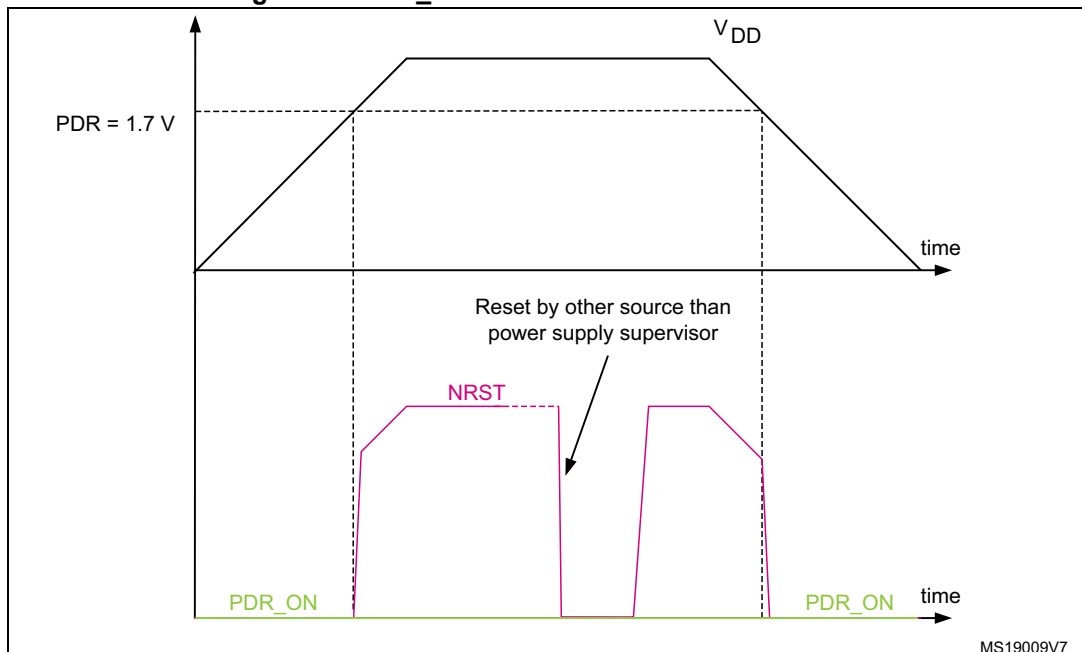 V DD
PDR = 1.7 V
time
Reset by other source than
power supply supervisor
NRST
PDR_ON
PDR_ON
time
MS19009V7